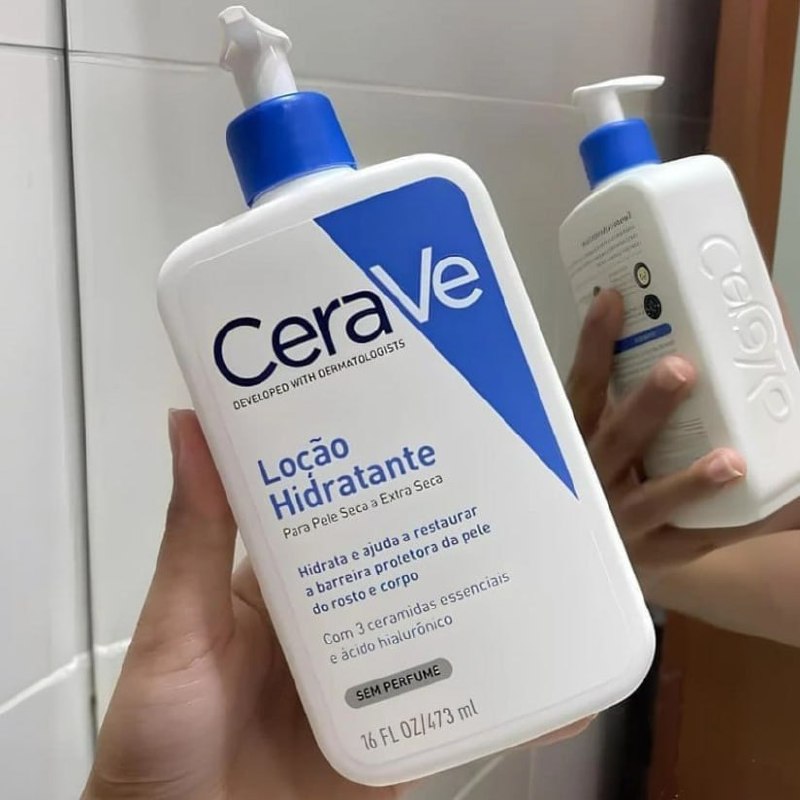 CeraVe
DEVELOPED WITH DERMATOLOGISTS
Loção
Hidratante
Para Pele Seca a Extra Seca
Hidrata e ajuda a restaurar
a barreira protetora da pele
do rosto e corpo
Com 3 ceramidas essenciais
e ácido hialurônico
SEM PERFUME
16 FL OZ/473 ml
CeraVe